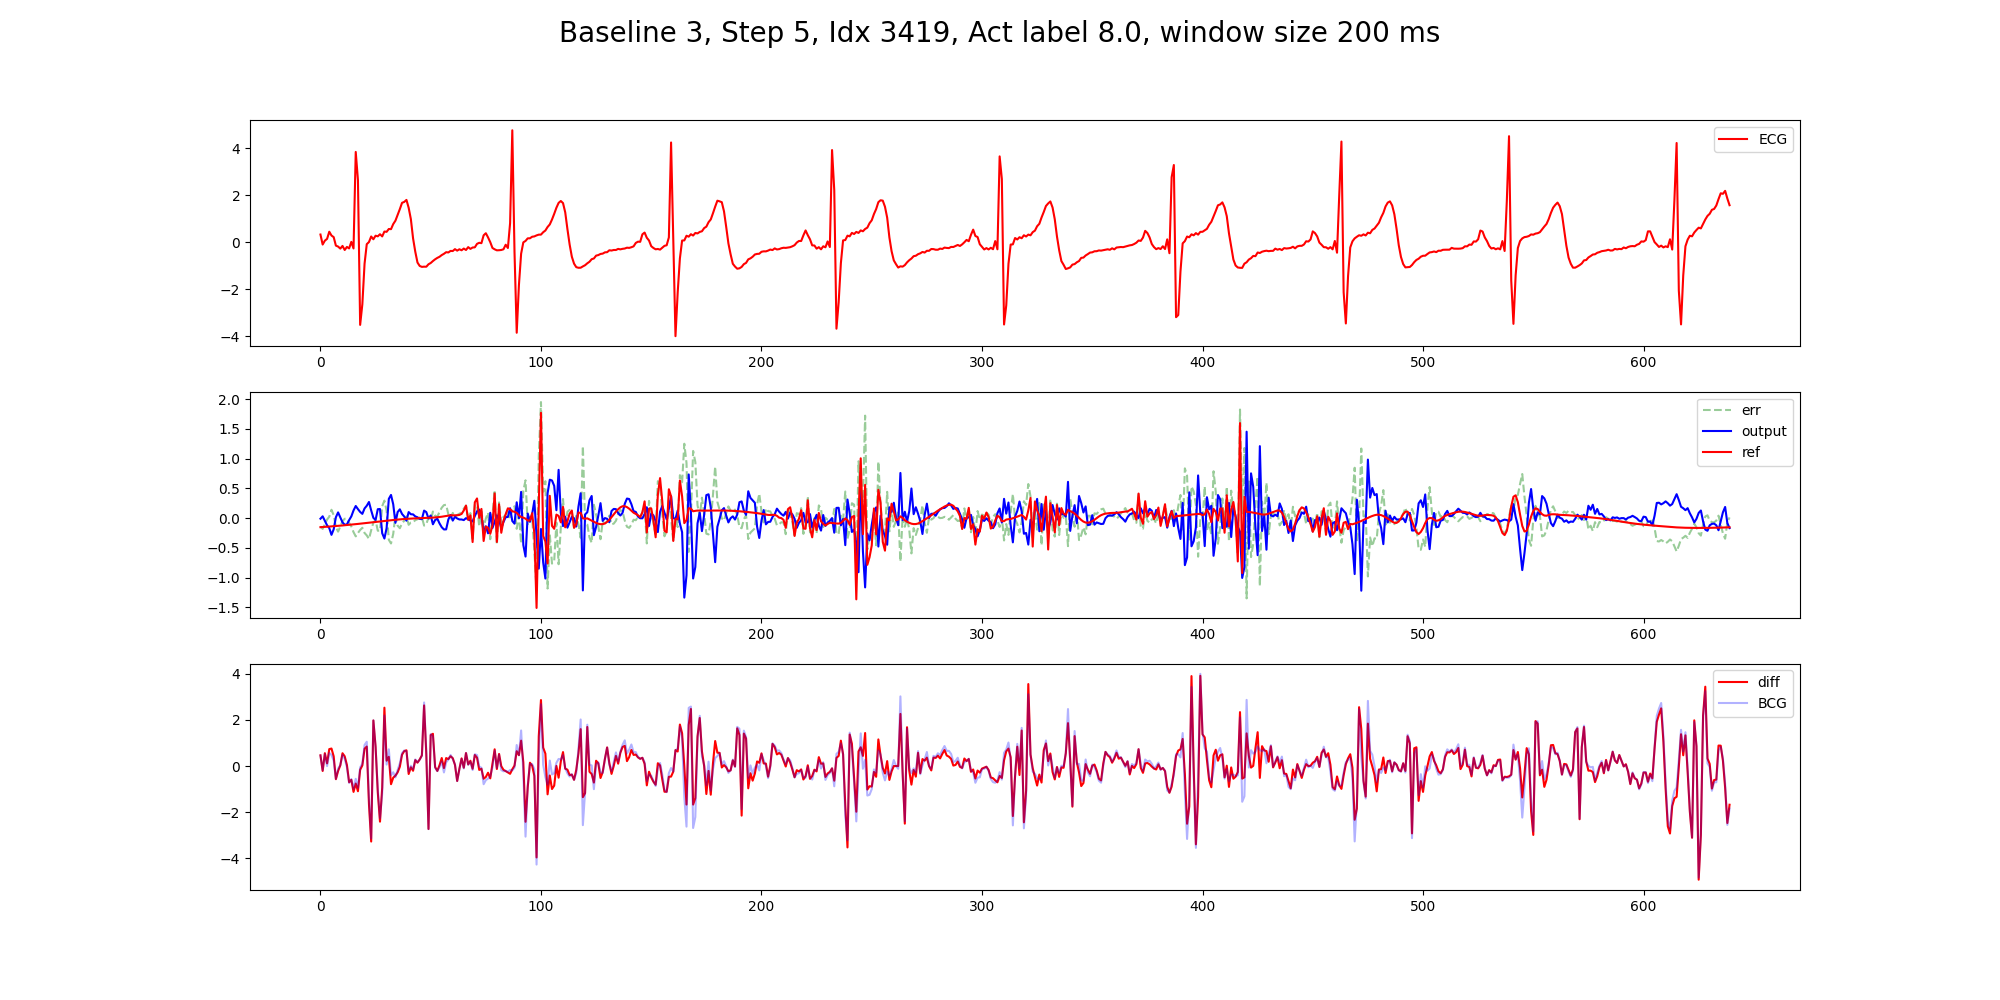 Baseline 3, Step 5, Idx 3419, Act label 8.0, window size 200 ms
ECG
4
2
0
−2
−4
0 100 200 300 400 500 600
err
output
ref
2.0
1.5
1.0
0.5
0.0
−0.5
−1.0
−1.5
0 100 200 300 400 500 600
diff
BCG
4
2
0
−2
−4
0 100 200 300 400 500 600